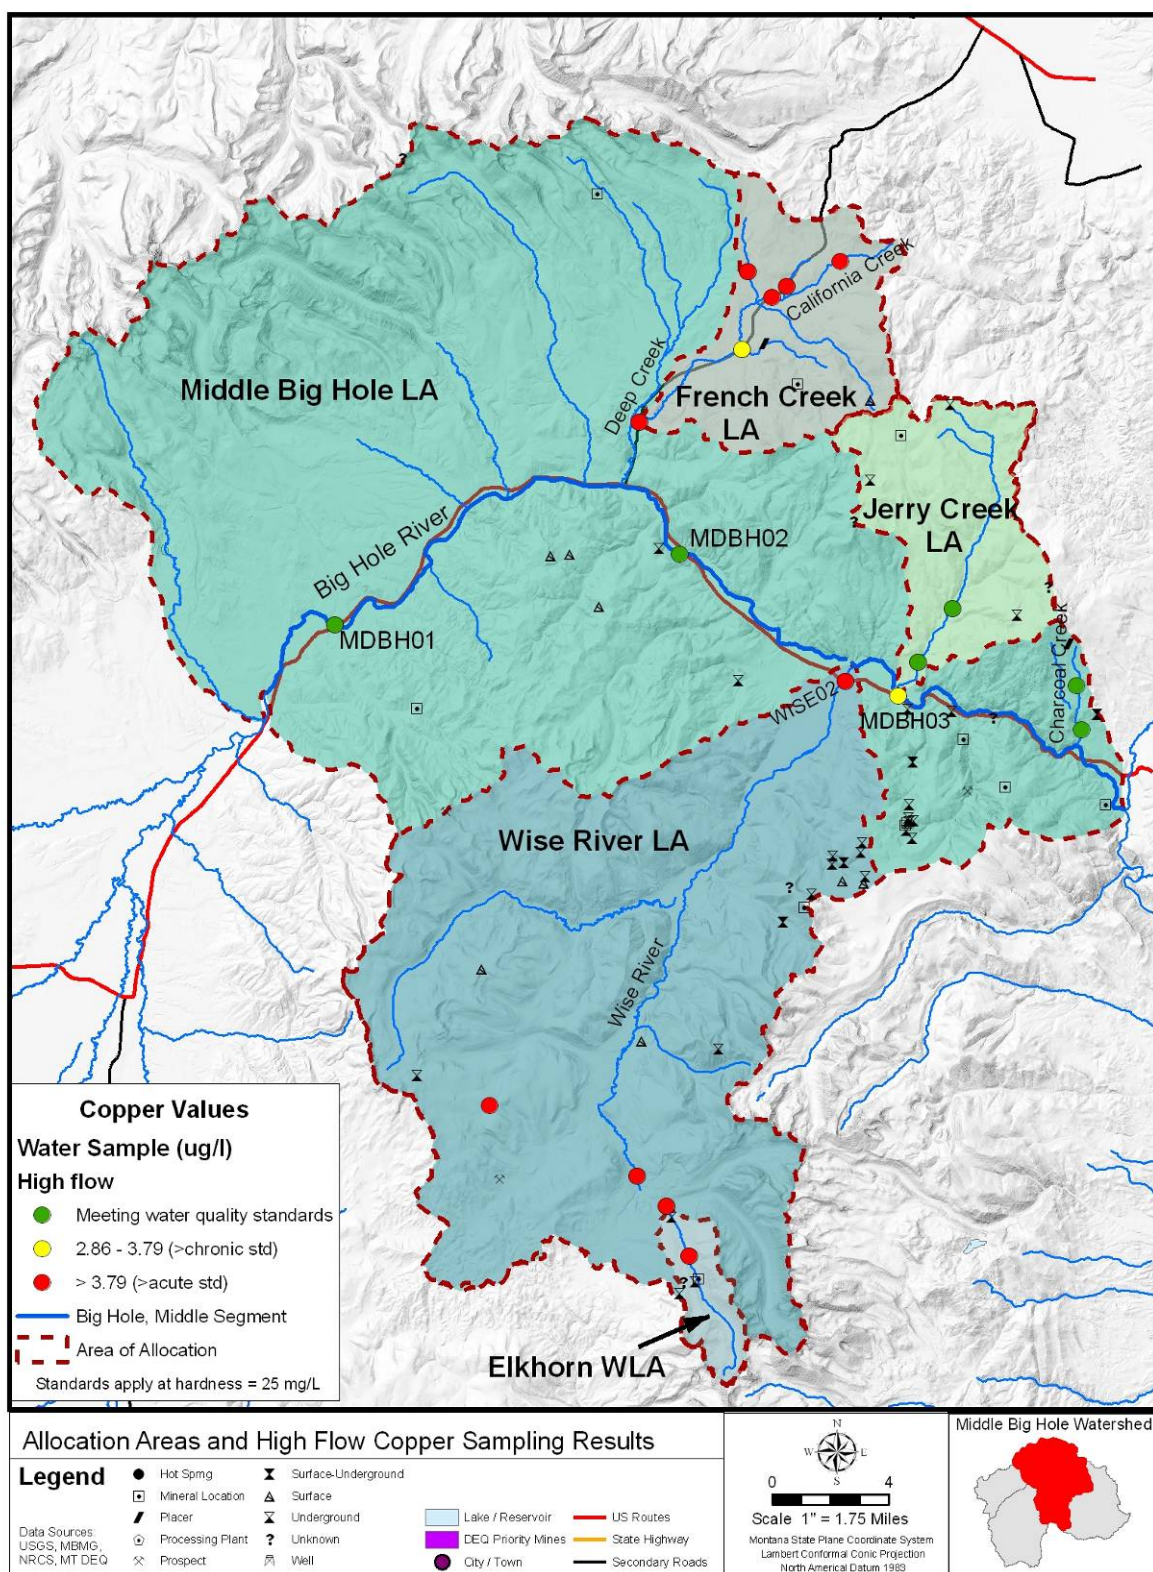 California Creek
Deep Creek
Middle Big Hole LA
French Creek
LA
Jerry Creek
LA
Big Hole River
MDBH02
MDBH01
Charcoal Creek
WISE02
MDBH03
Wise River LA
Wise River
Elkhorn WLA
?
?
?
?
?
?
Copper Values
Water Sample (ug/l)
High flow
Meeting water quality standards
2.86 - 3.79 (>chronic std)
> 3.79 (>acute std)
Big Hole, Middle Segment
Area of Allocation
Standards apply at hardness = 25 mg/L
Allocation Areas and High Flow Copper Sampling Results
Legend
Data Sources:
USGS, MBMG,
NRCS, MT DEQ
Hot Spring
Mineral Location
Placer
Processing Plant
Prospect
Surface-Underground
Surface
Underground
? Unknown
Well
Lake / Reservoir
DEQ Priority Mines
City / Town
US Routes
State Highway
Secondary Roads
N
W E
S
0 4
Scale 1" = 1.75 Miles
Montana State Plane Coordinate System
Lambert Conformal Conic Projection
North Americal Datum 1983
Middle Big Hole Watershed